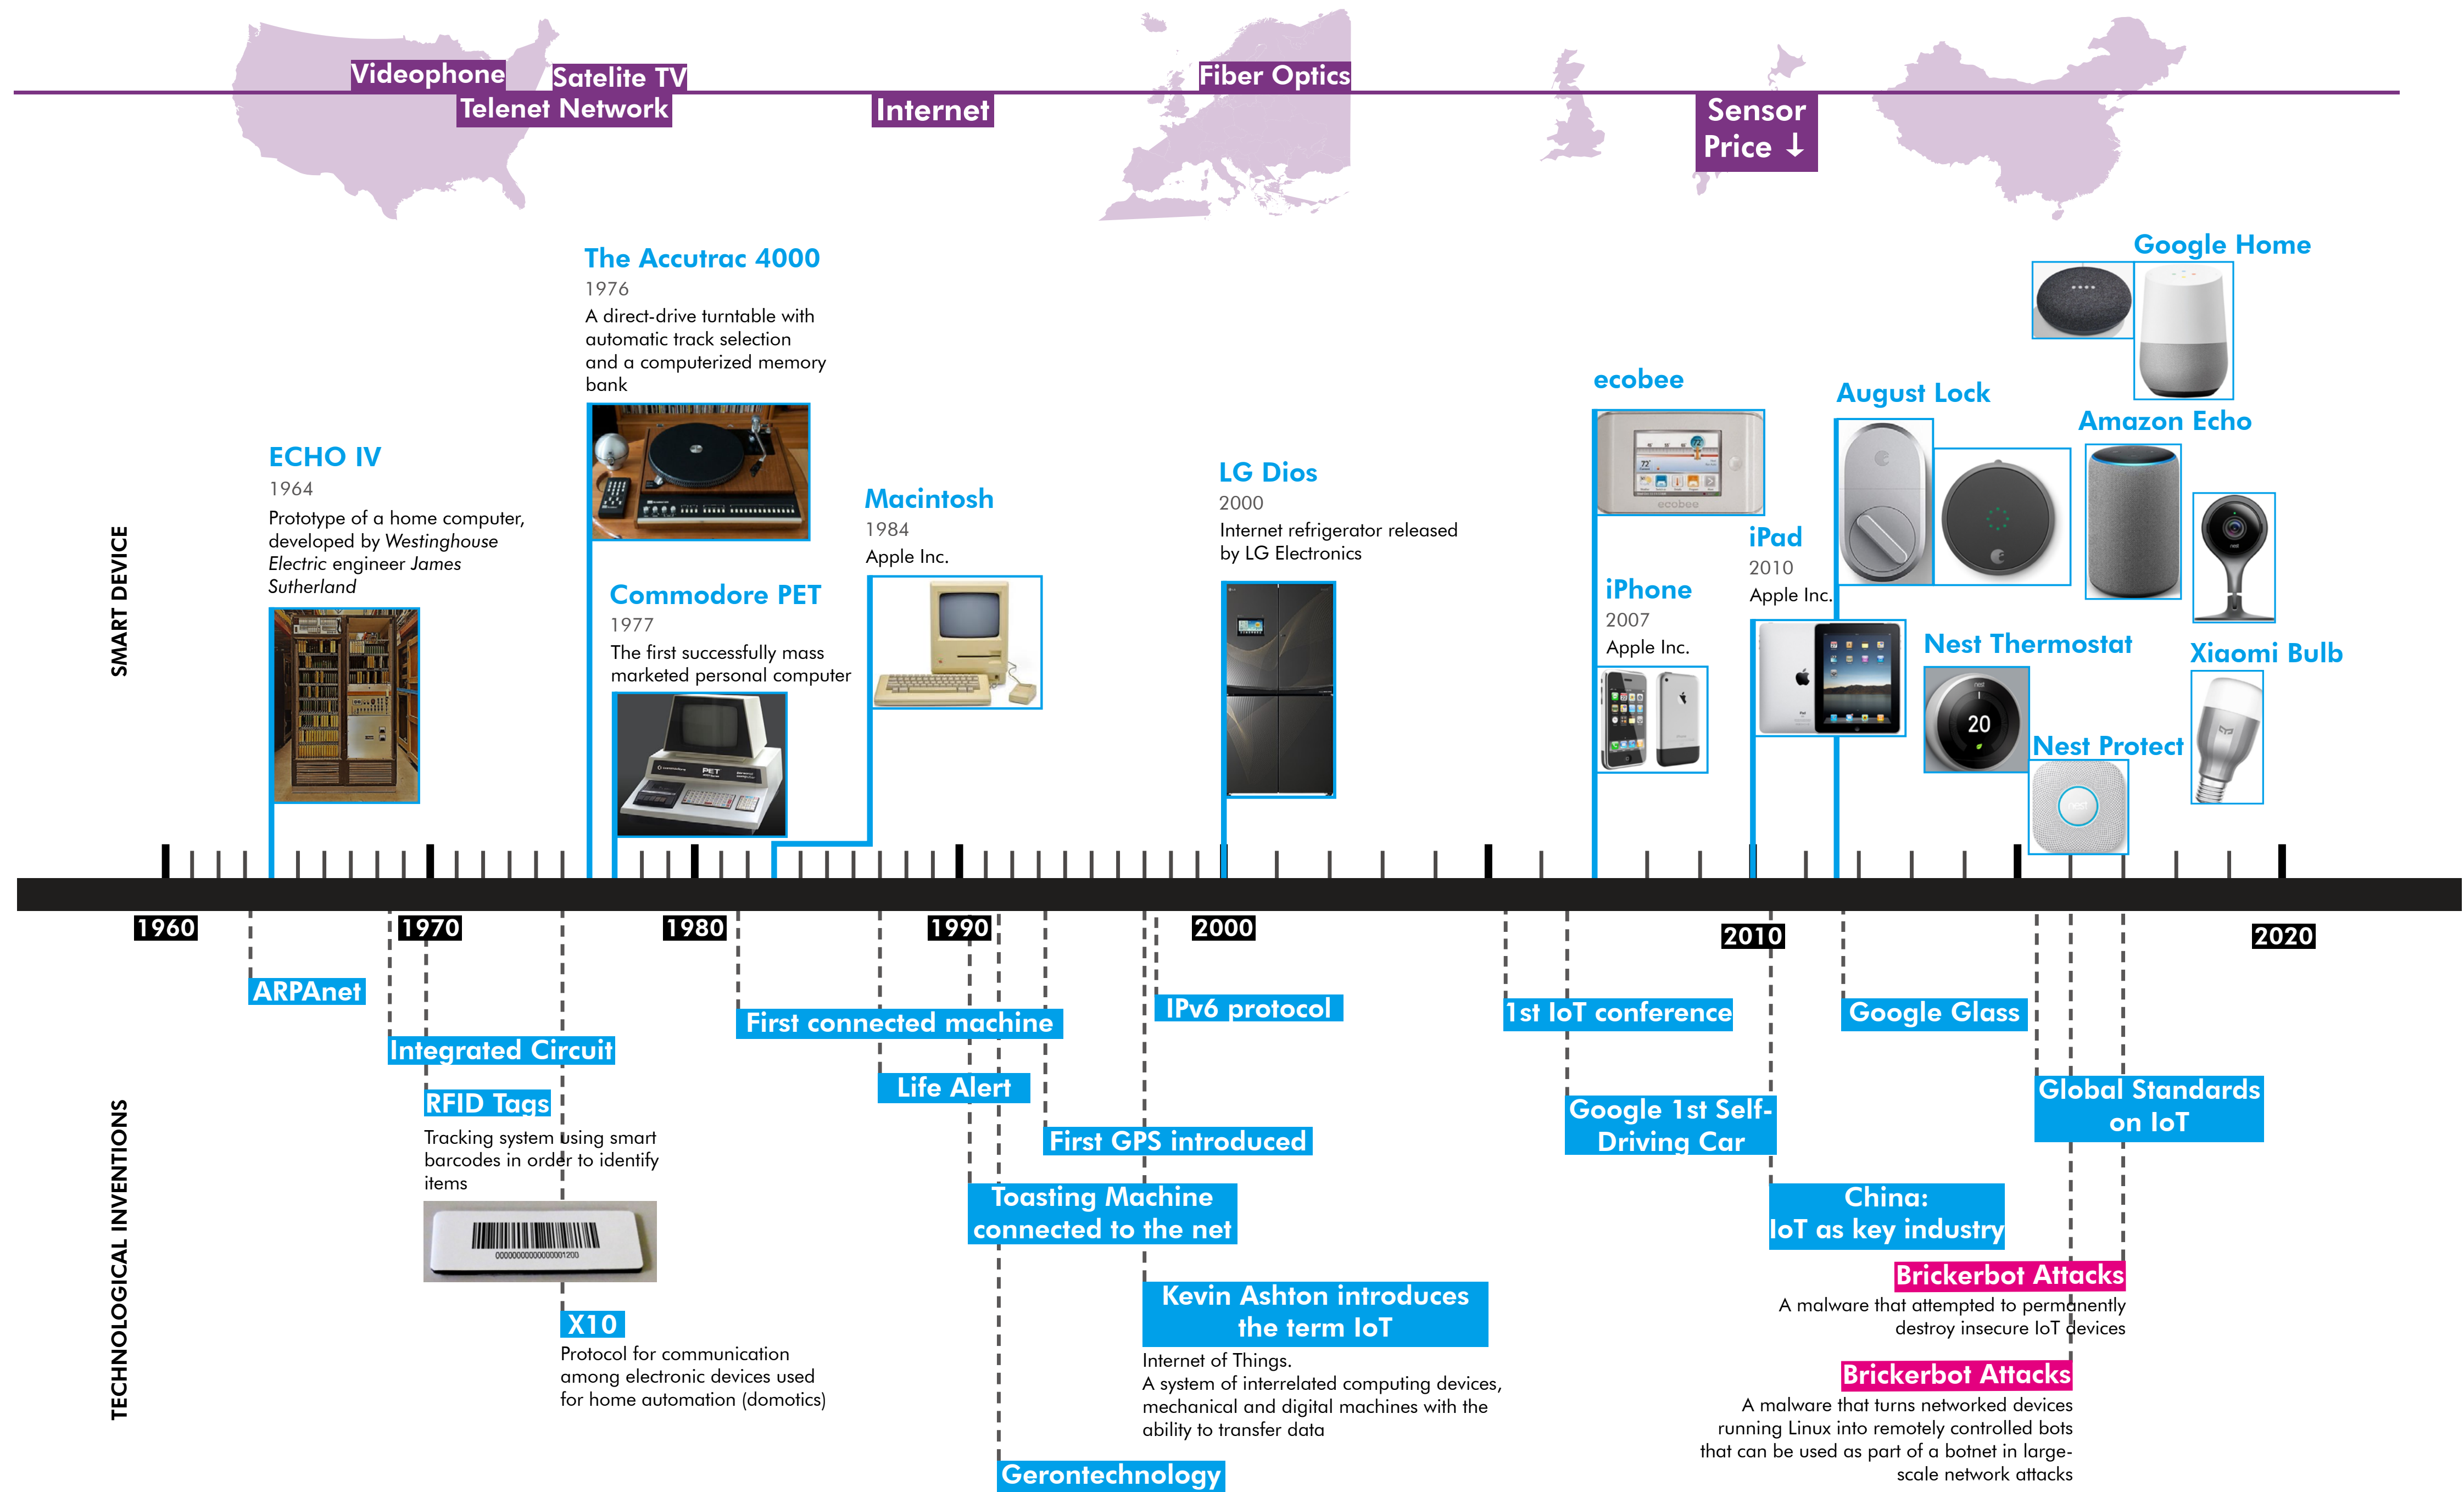 Videophone
Satelite TV
Telenet Network
Internet
Fiber Optics
Sensor
Price ↓
SMART DEVICE
ECHO IV
1964
Prototype of a home computer,
developed by Westinghouse
Electric engineer James
Sutherland
The Accutrac 4000
1976
A direct-drive turntable with
automatic track selection
and a computerized memory
bank
Commodore PET
1977
The first successfully mass
marketed personal computer
PET
Macintosh
1984
Apple Inc.
LG Dios
2000
Internet refrigerator released
by LG Electronics
ecobee
ecobee
iPhone
2007
Apple Inc.
iPad
2010
Apple Inc.
August Lock
Google Home
Amazon Echo
nest
Nest Thermostat
nest
20
Nest Protect
Xiaomi Bulb
1960
1970
1980
1990
2000
2010
2020
TECHNOLOGICAL INVENTIONS
ARPAnet
Integrated Circuit
RFID Tags
Tracking system using smart
barcodes in order to identify
items
00000000000000001200
X10
Protocol for communication
among electronic devices used
for home automation (domotics)
First connected machine
Life Alert
First GPS introduced
Toasting Machine
connected to the net
Gerontechnology
IPv6 protocol
Kevin Ashton introduces
the term IoT
Internet of Things.
A system of interrelated computing devices,
mechanical and digital machines with the
ability to transfer data
1st IoT conference
Google 1st Self-
Driving Car
China:
IoT as key industry
Google Glass
Global Standards
on IoT
Brickerbot Attacks
A malware that attempted to permanently
destroy insecure IoT devices
Brickerbot Attacks
A malware that turns networked devices
running Linux into remotely controlled bots
that can be used as part of a botnet in large-
scale network attacks